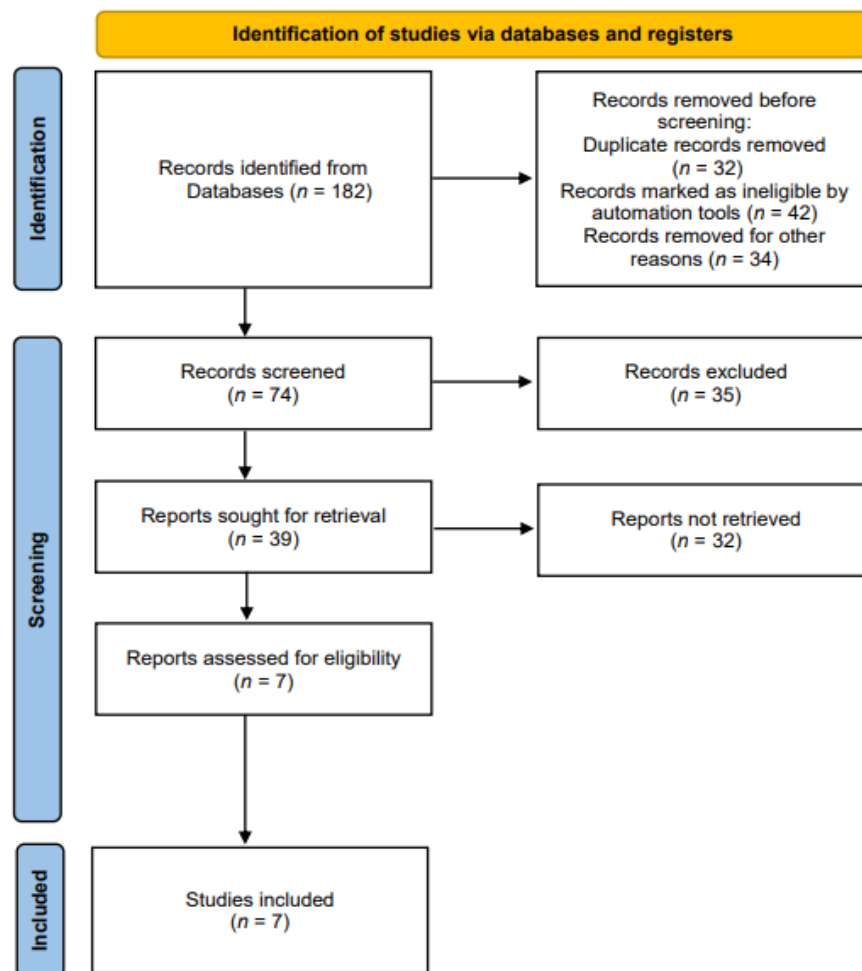 Identification of studies via databases and registers
Identification
Records identified from
Databases (n = 182)
Records removed before
screening:
Duplicate records removed
(n = 32)
Records marked as ineligible by
automation tools (n = 42)
Records removed for other
reasons (n = 34)
Screening
Records screened
(n = 74)
Records excluded
(n = 35)
Reports sought for retrieval
(n = 39)
Reports not retrieved
(n = 32)
Reports assessed for eligibility
(n = 7)
Included
Studies included
(n = 7)